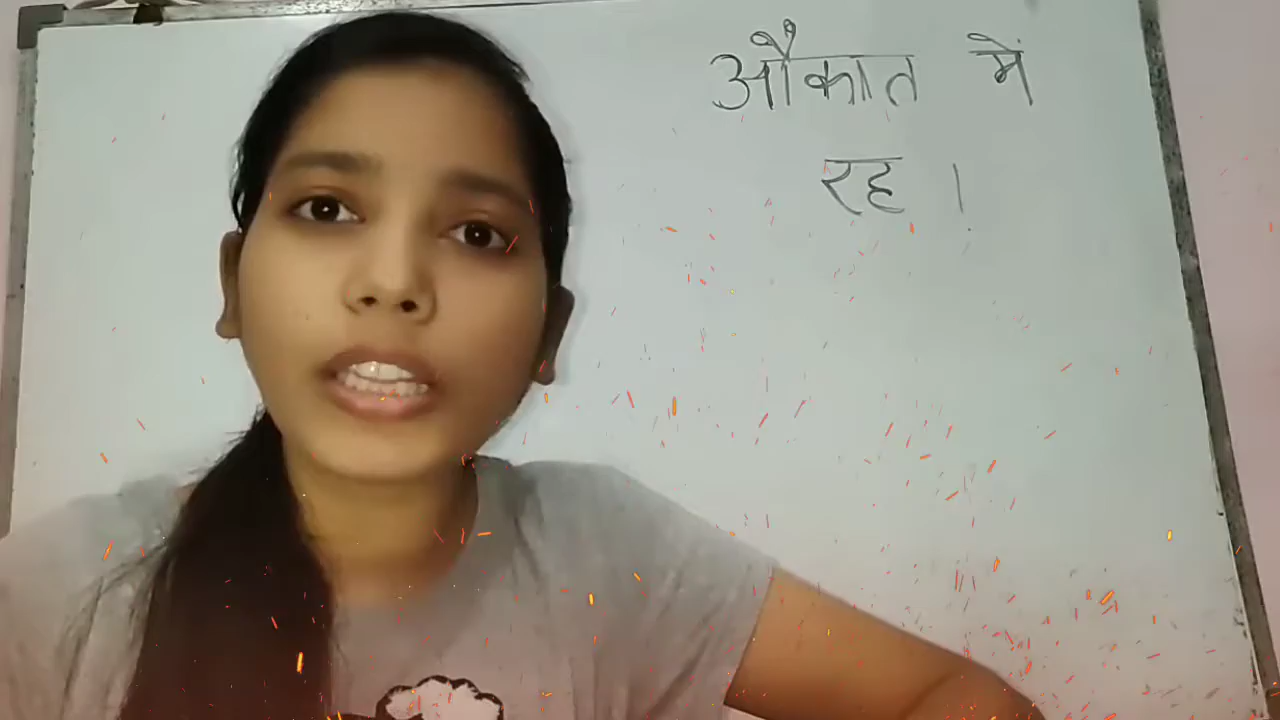 औकात में
रह ।